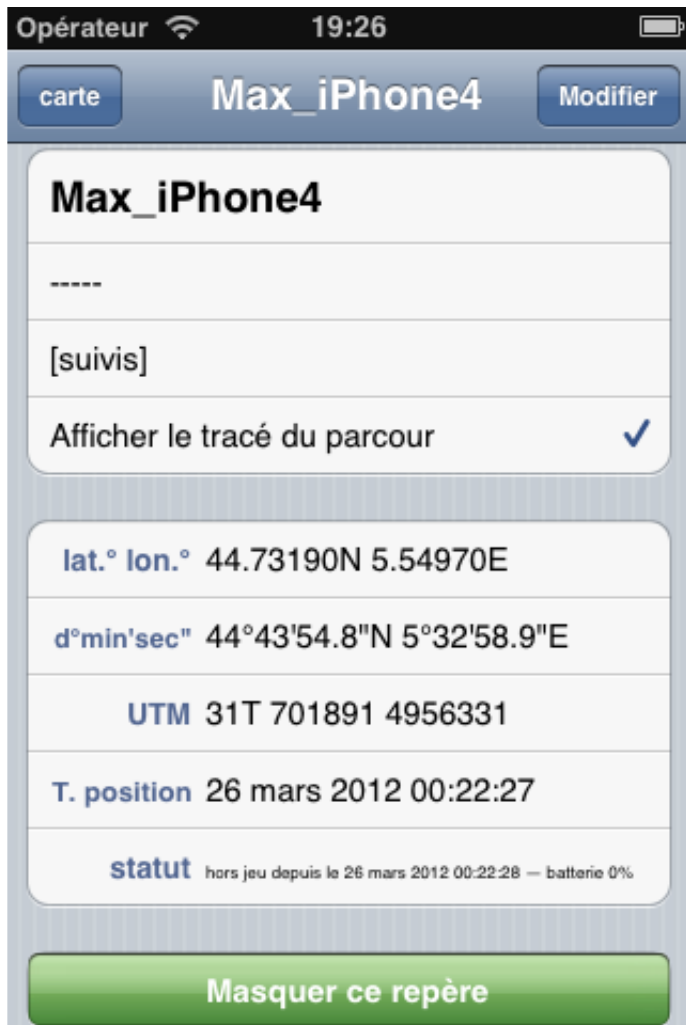 Opérateur 19:26
carte Max_iPhone4 Modifier
Max_iPhone4
-----
[suivis]
Afficher le tracé du parcour
lat.° lon.° 44.73190N 5.54970E
d°min'sec" 44°43'54.8"N 5°32'58.9"E
UTM 31T 701891 4956331
T. position 26 mars 2012 00:22:27
statut hors jeu depuis le 26 mars 2012 00:22:28 — batterie 0%
Masquer ce repère